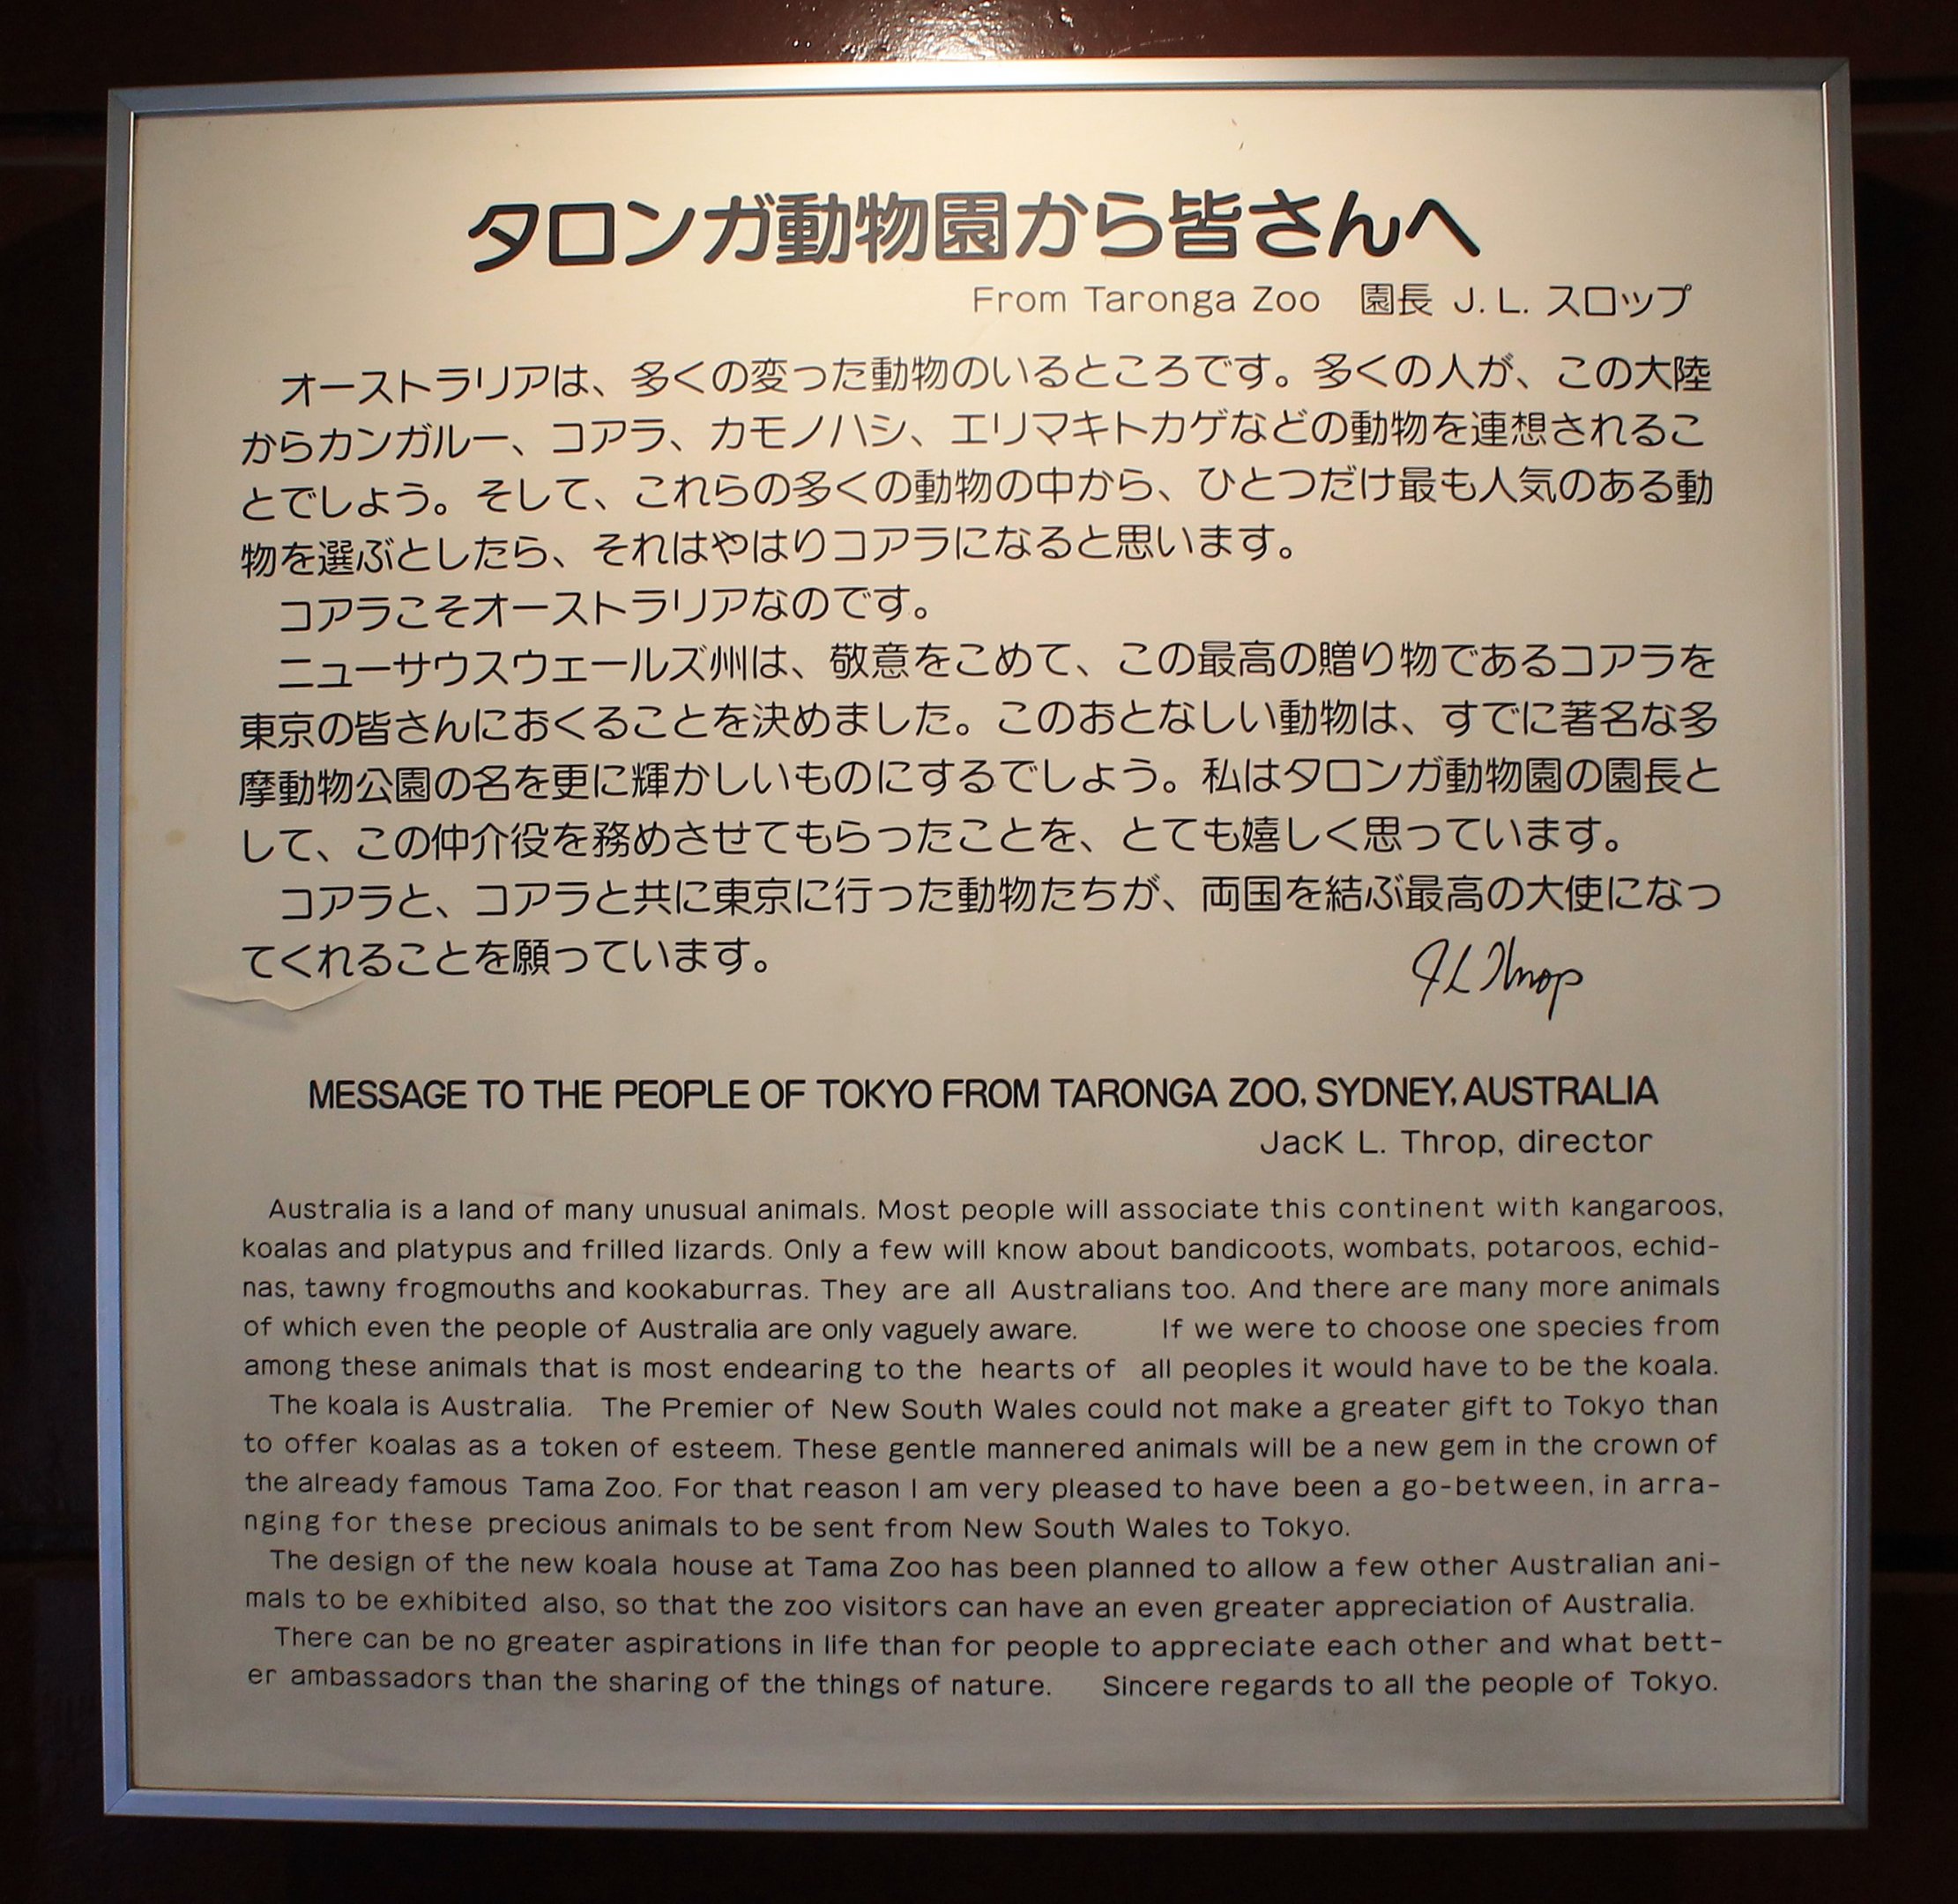 タロンガ動物園から皆さんへ
From Taronga Zoo 園長 J. L. スロップ
オーストラリアは、多くの変った動物のいるところです。多くの人が、この大陸
からカンガルー、コアラ、カモノハシ、エリマキトカゲなどの動物を連想されるこ
とでしょう。そして、これらの多くの動物の中から、ひとつだけ最も人気のある動
物を選ぶとしたら、それはやはりコアラになると思います。
コアラこそオーストラリアなのです。
ニューサウスウェールズ州は、敬意をこめて、この最高の贈り物であるコアラを
東京の皆さんにおくることを決めました。このおとなしい動物は、すでに著名な多
摩動物公園の名を更に輝かしいものにするでしょう。私はタロンガ動物園の園長と
して、この仲介役を務めさせてもらったことを、とても嬉しく思っています。
コアラと、コアラと共に東京に行った動物たちが、両国を結ぶ最高の大使になっ
てくれることを願っています。
JL Throp
MESSAGE TO THE PEOPLE OF TOKYO FROM TARONGA ZOO, SYDNEY, AUSTRALIA
JacK L. Throp, director
Australia is a land of many unusual animals. Most people will associate this continent with kangaroos,
koalas and platypus and frilled lizards. Only a few will know about bandicoots, wombats, potaroos, echid-
nas, tawny frogmouths and kookaburras. They are all Australians too. And there are many more animals
of which even the people of Australia are only vaguely aware. If we were to choose one species from
among these animals that is most endearing to the hearts of all peoples it would have to be the koala.
The koala is Australia. The Premier of New South Wales could not make a greater gift to Tokyo than
to offer koalas as a token of esteem. These gentle mannered animals will be a new gem in the crown of
the already famous Tama Zoo. For that reason I am very pleased to have been a go-between, in arra-
nging for these precious animals to be sent from New South Wales to Tokyo.
The design of the new koala house at Tama Zoo has been planned to allow a few other Australian ani-
mals to be exhibited also, so that the zoo visitors can have an even greater appreciation of Australia.
There can be no greater aspirations in life than for people to appreciate each other and what bett-
er ambassadors than the sharing of the things of nature. Sincere regards to all the people of Tokyo.